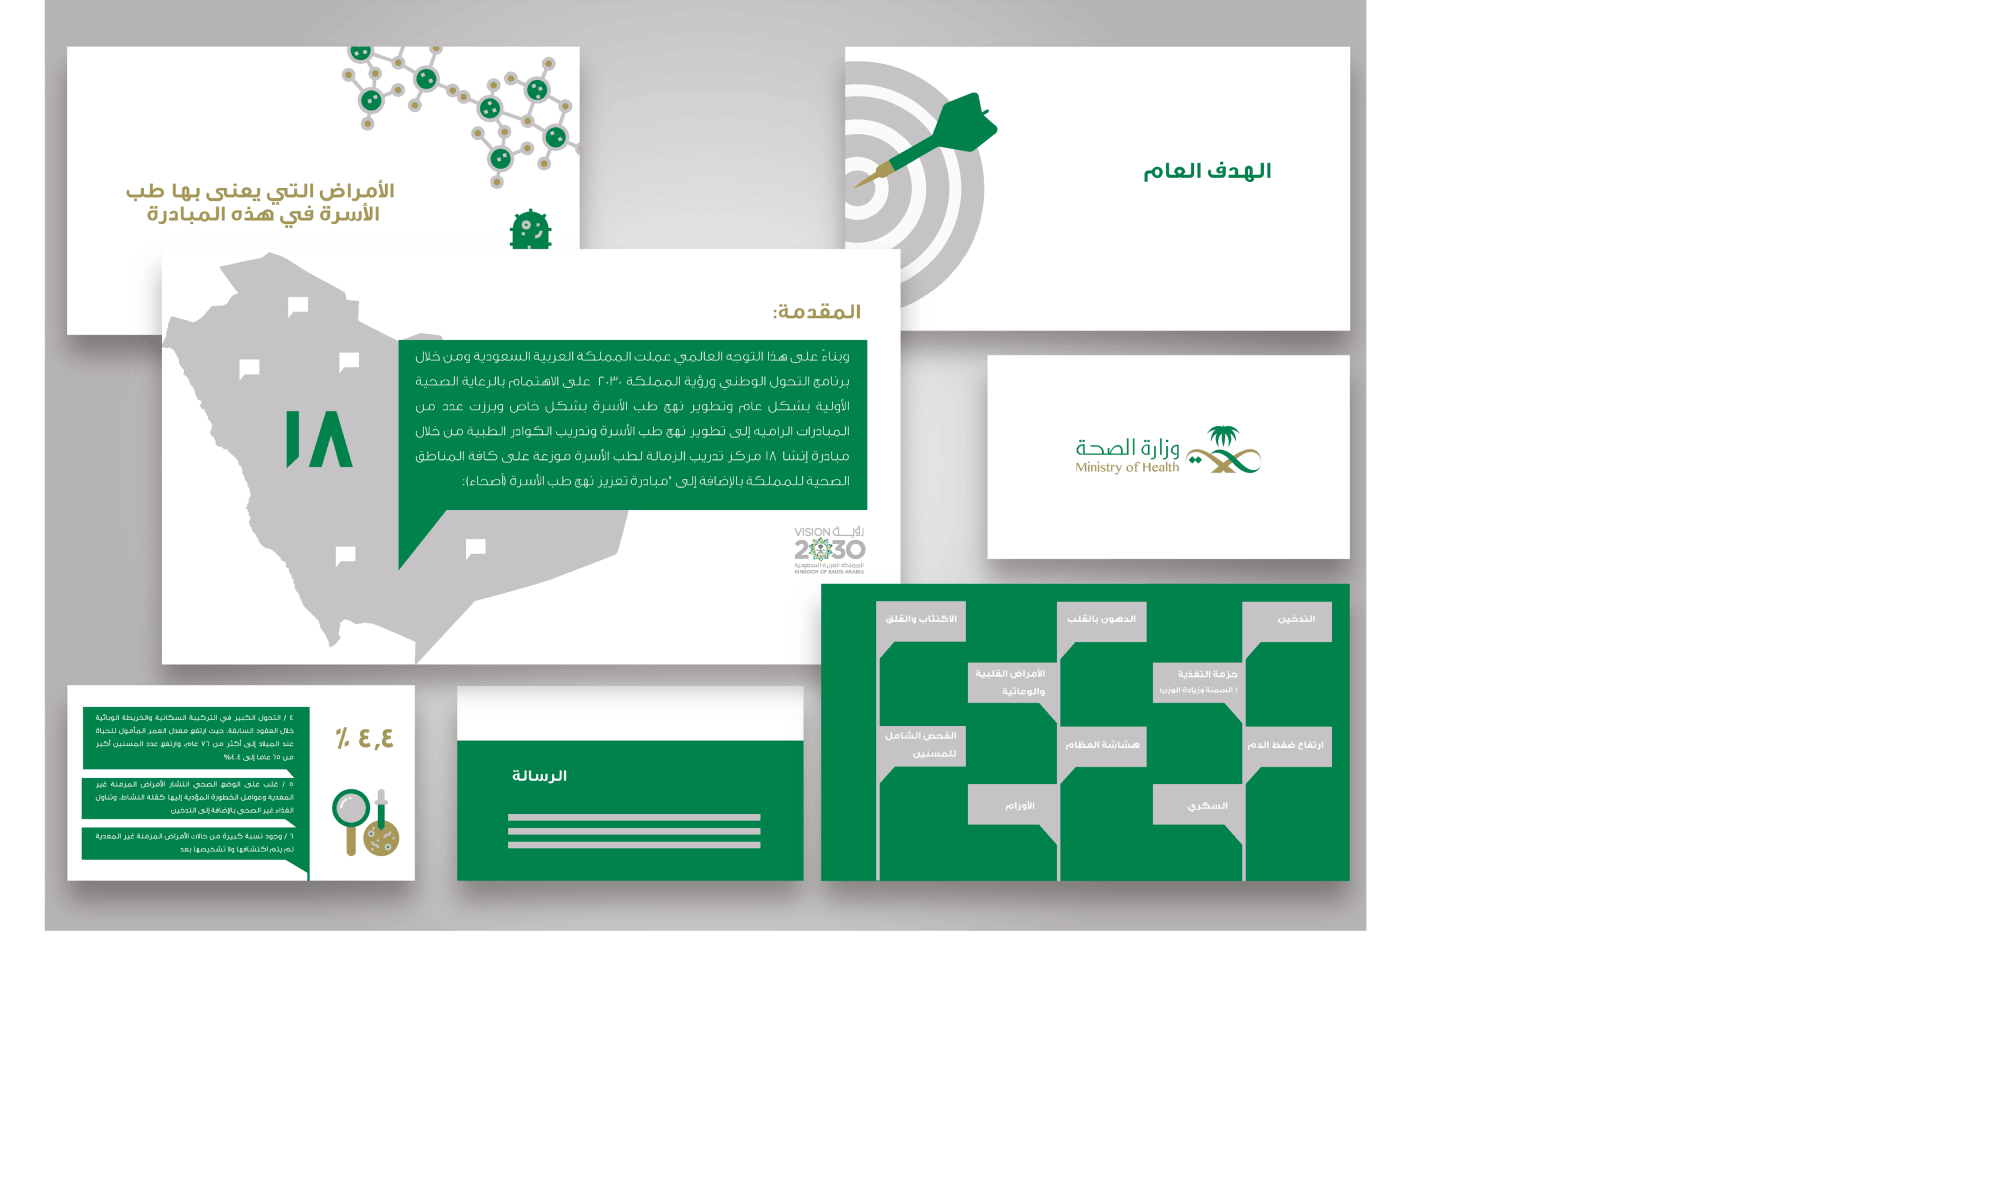 الأمراض التي يعنى بها طب
الأسرة في هذه المبادرة
الهدف العام
المقدمة:
وبناءً على هذا التوجه العالمي عملت المملكة العربية السعودية ومن خلال
برنامج التحول الوطني ورؤية المملكة ٢٠٣٠ على الاهتمام بالرعاية الصحية
الأولية بشكل عام وتطوير نهج طب الأسرة بشكل خاص وبرزت عدد من
المبادرات الراميه إلى تطوير نهج طب الأسرة وتدريب الكوادر الطبية من خلال
مبادرة إنشا ١٨ مركز تدريب الزمالة لطب الأسرة موزعة على كافة المناطق
الصحية للمملكة بالإضافة إلى "مبادرة تعزيز نهج طب الأسرة (أصحاء):
١٨
VISION رؤيـــة
2030
المملكة العربية السعودية
KINGDOM OF SAUDI ARABIA
وزارة الصحة
Ministry of Health
التدخين
الدهون بالقلب
الاكتئاب والقلق
حزمة التغذية
( السمنة وزيادة الوزن)
الأمراض القلبية
والوعائية
ارتفاع ضغط الدم
هشاشة العظام
الفحص الشامل
للمسنين
السكري
الأورام
الرسالة
٤,٤ ٪
٤ / التحول الكبير في التركيبة السكانية والخريطة الوبائية
خلال العقود السابقة، حيث ارتفع معدل العمر المأمول للحياة
عند الميلاد إلى أكثر من ٧٦ عام، وارتفع عدد المسنين أكبر
من ٦٥ عاما إلى ٤.٤%
٥ / غلب على الوضع الصحي انتشار الأمراض المزمنة غير
المعدية وعوامل الخطورة المؤدية إليها كقلة النشاط، وتناول
الغذاء غير الصحي بالإضافة إلى التدخين
٦ / وجود نسبة كبيرة من حالات الأمراض المزمنة غير المعدية
لم يتم اكتشافها ولا تشخيصها بعد